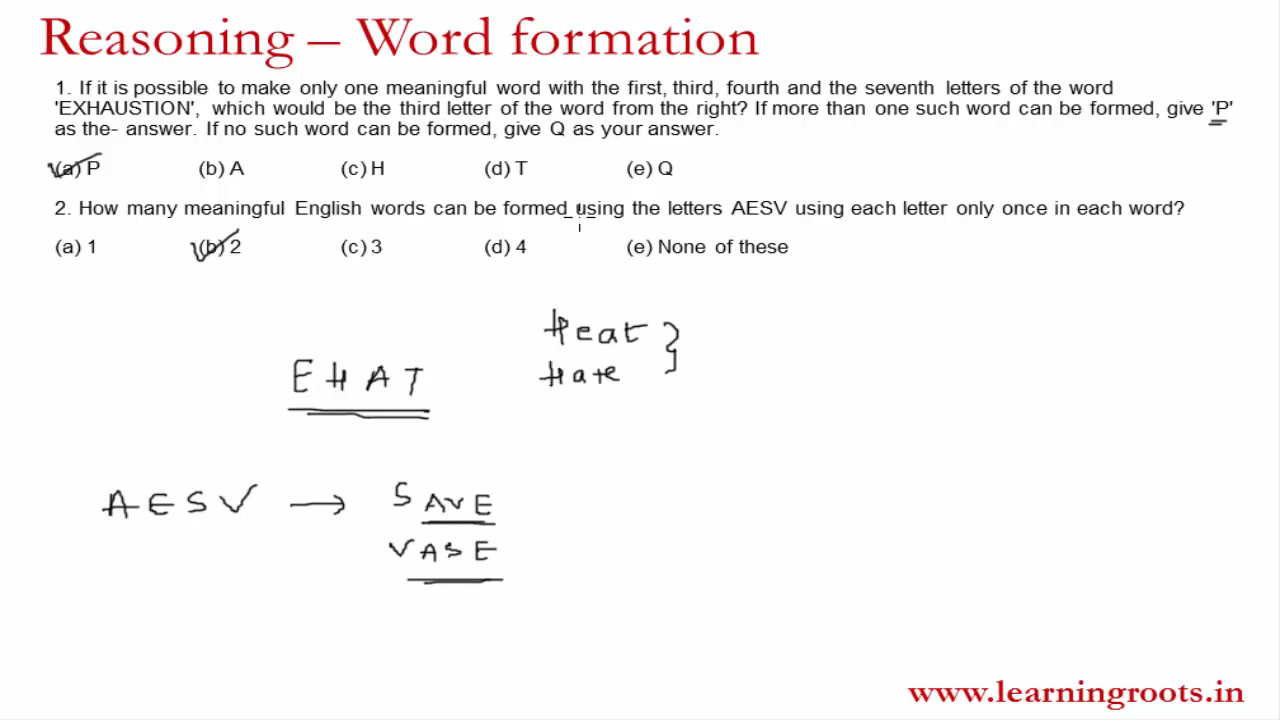 Reasoning – Word formation
1. If it is possible to make only one meaningful word with the first, third, fourth and the seventh letters of the word
'EXHAUSTION', which would be the third letter of the word from the right? If more than one such word can be formed, give 'P'
as the- answer. If no such word can be formed, give Q as your answer.
(a) P (b) A (c) H (d) T (e) Q
2. How many meaningful English words can be formed using the letters AESV using each letter only once in each word?
(a) 1 (b) 2 (c) 3 (d) 4 (e) None of these
Heat }
Hate
EHAT
AESV → SAVE
VASE
www.learningroots.in